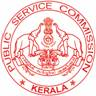 PUBLIC SERVICE COMMISSION
KERALA